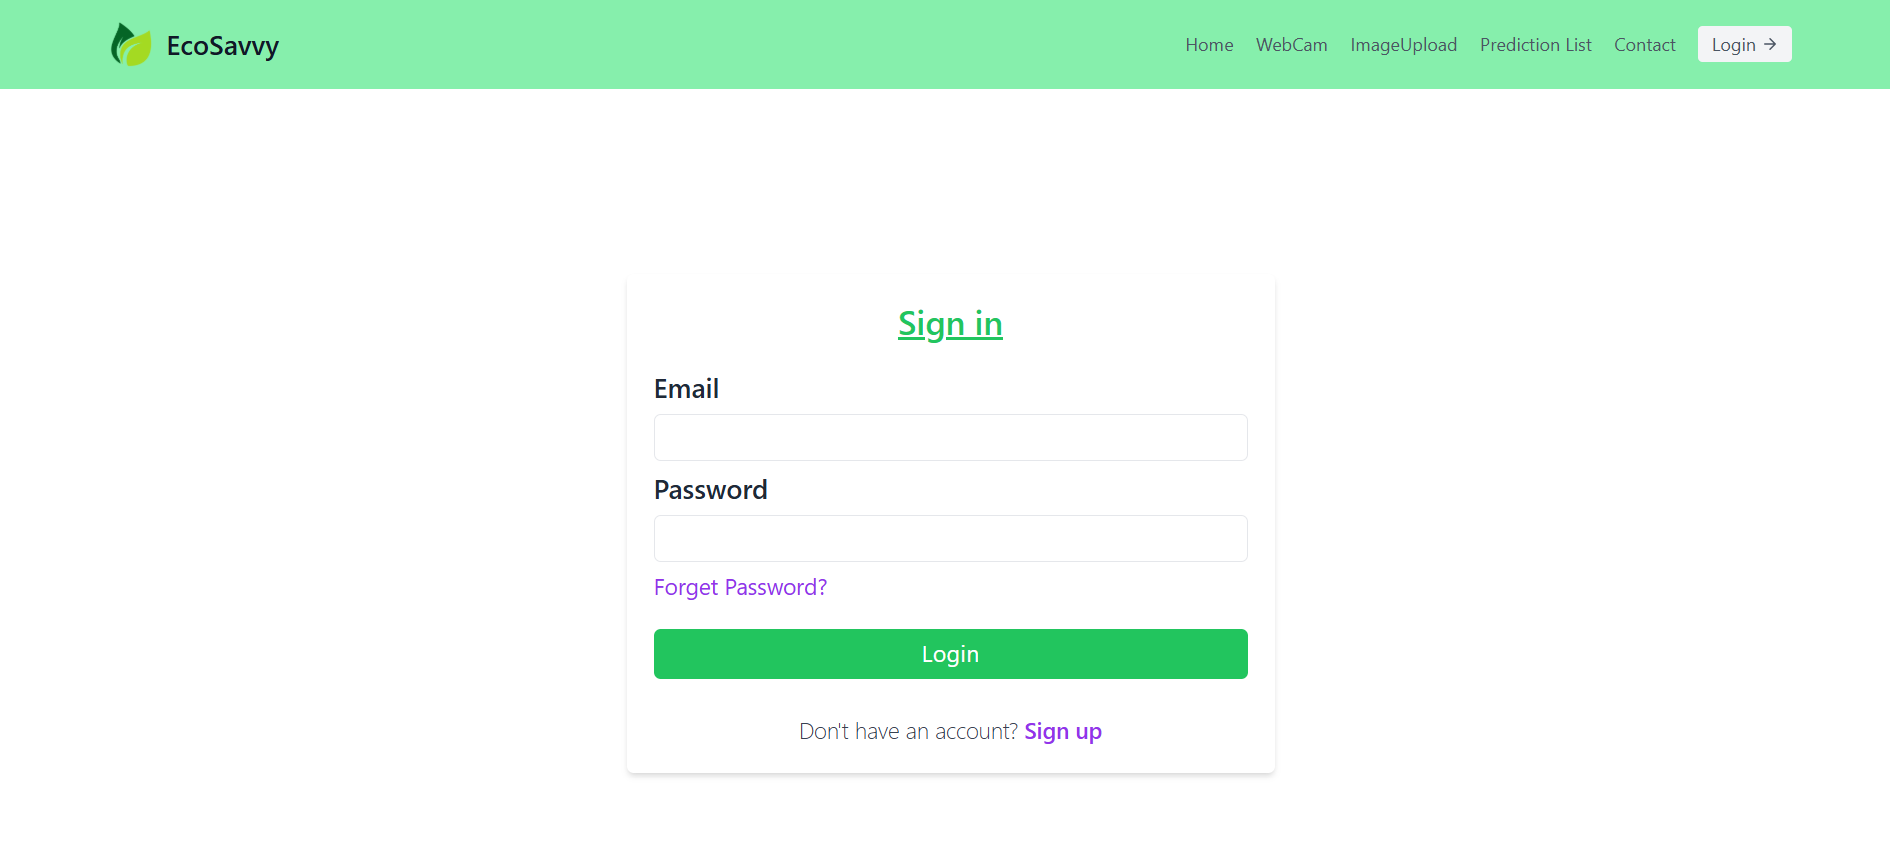 EcoSavvy
Home WebCam ImageUpload Prediction List Contact Login →
Sign in
Email
Password
Forget Password?
Login
Don't have an account? Sign up